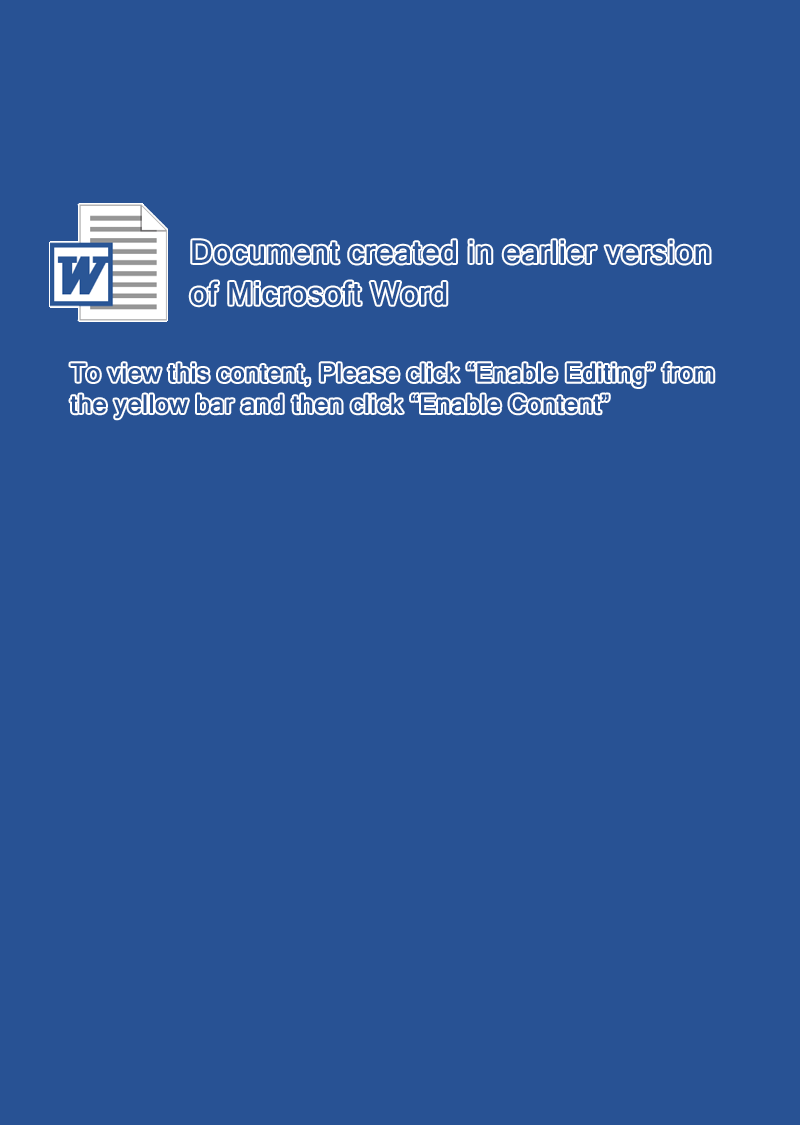 W
Document created in earlier version
of Microsoft Word
To view this content, Please click “Enable Editing” from
the yellow bar and then click “Enable Content”